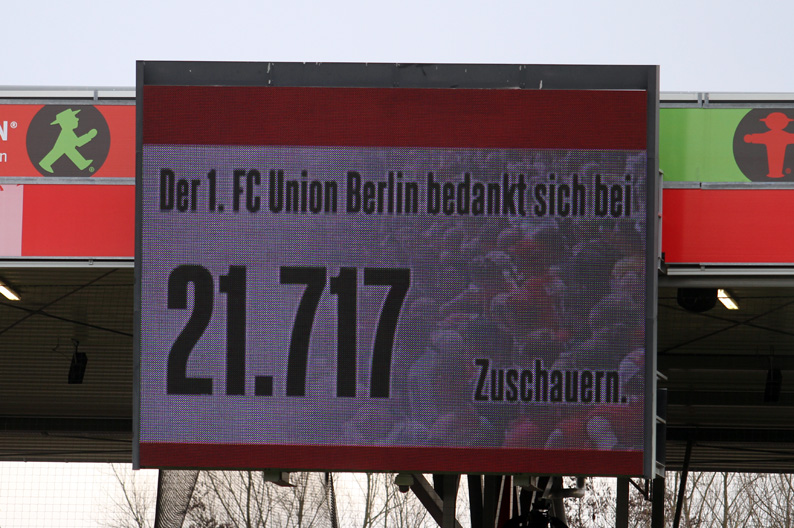 Der 1. FC Union Berlin bedankt sich bei
21.717
Zuschauern.
N®
n